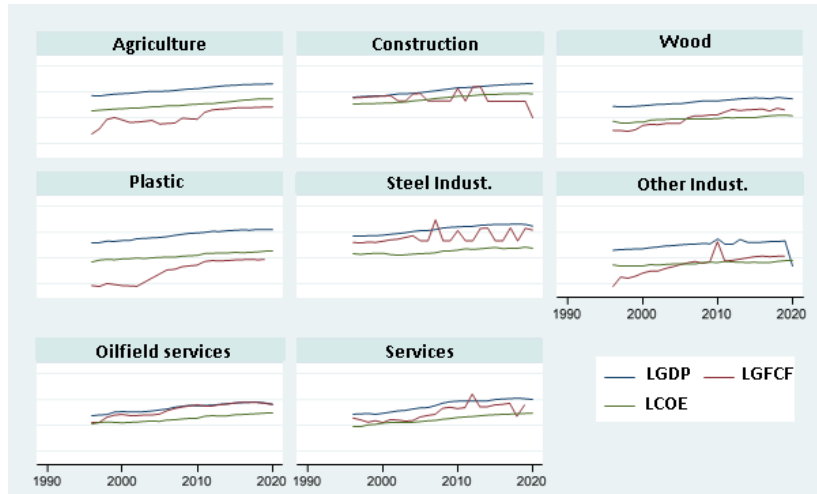 Agriculture
Construction
Wood
Plastic
Steel Indust.
Other Indust.
1990 2000 2010 2020
Oilfield services
Services
LGDP LGFCF
LCOE
1990 2000 2010 2020
1990 2000 2010 2020